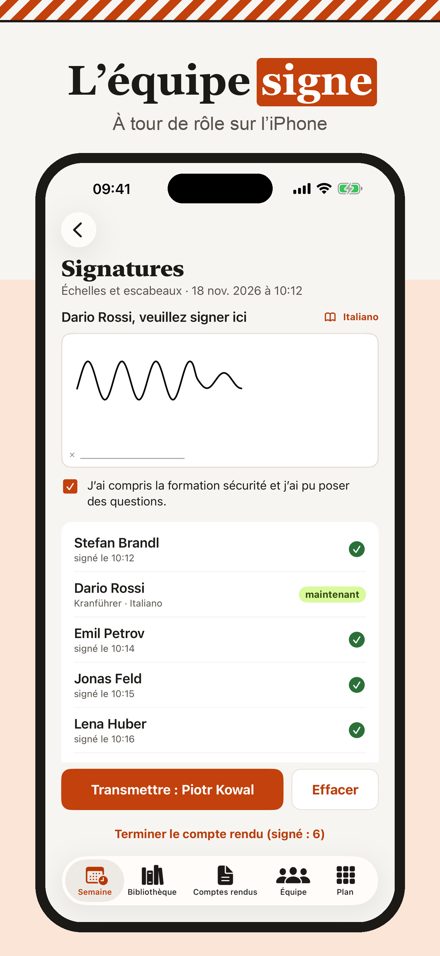 L’équipe signe
À tour de rôle sur l’iPhone
09:41
Signatures
Échelles et escabeaux · 18 nov. 2026 à 10:12
Dario Rossi, veuillez signer ici
Italiano
×
J’ai compris la formation sécurité et j’ai pu poser
des questions.
Stefan Brandl
signé le 10:12
Dario Rossi
Kranführer · Italiano
maintenant
Emil Petrov
signé le 10:14
Jonas Feld
signé le 10:15
Lena Huber
signé le 10:16
Transmettre : Piotr Kowal
Effacer
Terminer le compte rendu (signé : 6)
Semaine
Bibliothèque
Comptes rendus
Équipe
Plan